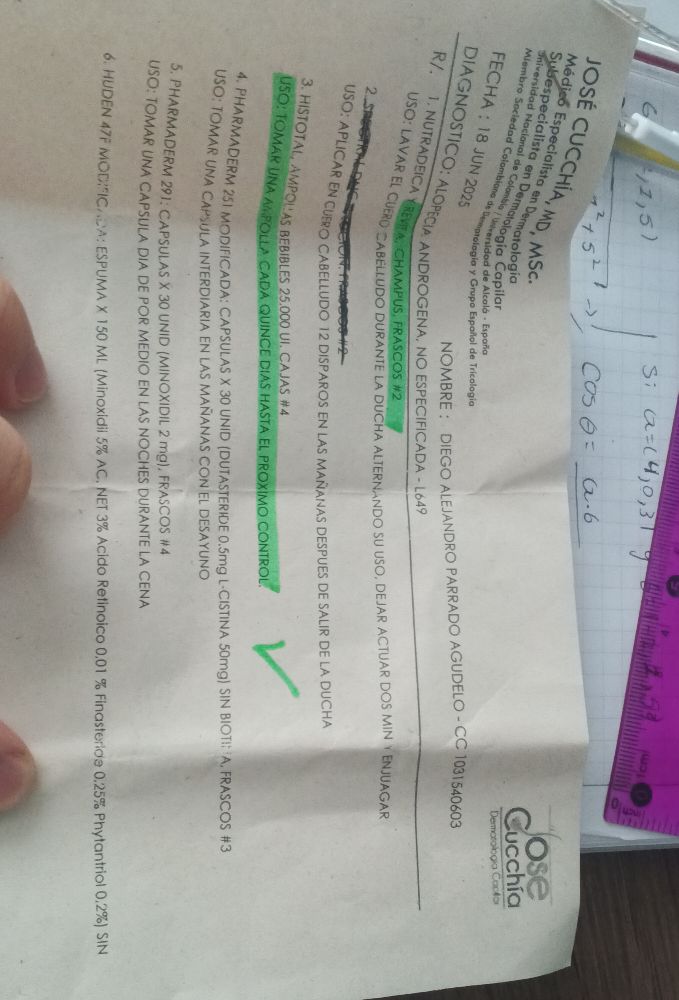 ,1,5)
Si a=(4,0,3) y
²+5²
Cos θ = a.b
JOSÉ CUCCHÍA, MD, MSc.
Médico Especialista en Dermatología
Subespecialista en Dermatología Capilar
Universidad Nacional de Colombia / Universidad de Alcalá - España
Miembro Sociedad Colombiana de Dermatología y Grupo Español de Tricología
Jose
Cucchía
Dermatología Capilar
FECHA : 18 JUN 2025
NOMBRE : DIEGO ALEJANDRO PARRADO AGUDELO - CC 1031540603
DIAGNOSTICO: ALOPECIA ANDROGENA, NO ESPECIFICADA - L649
R/. 1. NUTRADEICA Y REVITA, CHAMPUS, FRASCOS #2
USO: LAVAR EL CUERO CABELLUDO DURANTE LA DUCHA ALTERNANDO SU USO, DEJAR ACTUAR DOS MIN Y ENJUAGAR
2. SPECTRAL DNC FRASCOS #2
USO: APLICAR EN CUERO CABELLUDO 12 DISPAROS EN LAS MAÑANAS DESPUES DE SALIR DE LA DUCHA
3. HISTOTAL, AMPOLLAS BEBIBLES 25.000 UI, CAJAS #4
USO: TOMAR UNA AMPOLLA CADA QUINCE DIAS HASTA EL PROXIMO CONTROL.
4. PHARMADERM 251 MODIFICADA: CAPSULAS X 30 UNID (DUTASTERIDE 0.5mg L-CISTINA 50mg) SIN BIOTINA, FRASCOS #3
USO: TOMAR UNA CAPSULA INTERDIARIA EN LAS MAÑANAS CON EL DESAYUNO
5. PHARMADERM 291: CAPSULAS X 30 UNID (MINOXIDIL 2 mg), FRASCOS #4
USO: TOMAR UNA CAPSULA DIA DE POR MEDIO EN LAS NOCHES DURANTE LA CENA
6. HUDEN 47F MODIFICADA: ESPUMA X 150 ML (Minoxidil 5% AC. NET 3% Acido Retinoico 0,01 % Finasteride 0,25% Phytantriol 0,2%) SIN